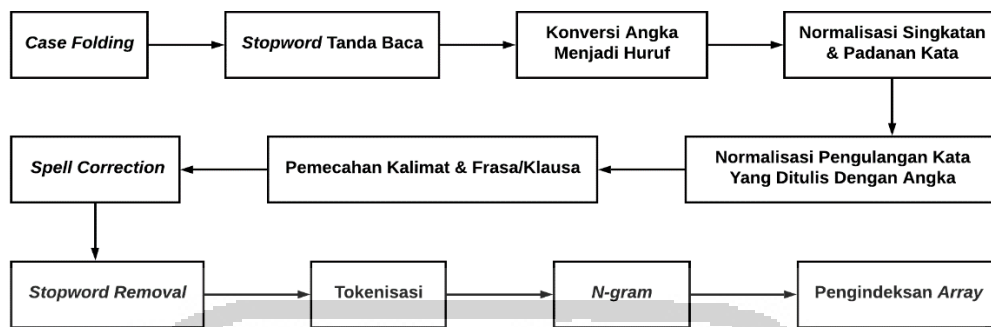 Case Folding
Stopword Tanda Baca
Konversi Angka
Menjadi Huruf
Normalisasi Singkatan
& Padanan Kata
Normalisasi Pengulangan Kata
Yang Ditulis Dengan Angka
Pemecahan Kalimat & Frasa/Klausa
Spell Correction
Stopword Removal
Tokenisasi
N-gram
Pengindeksan Array